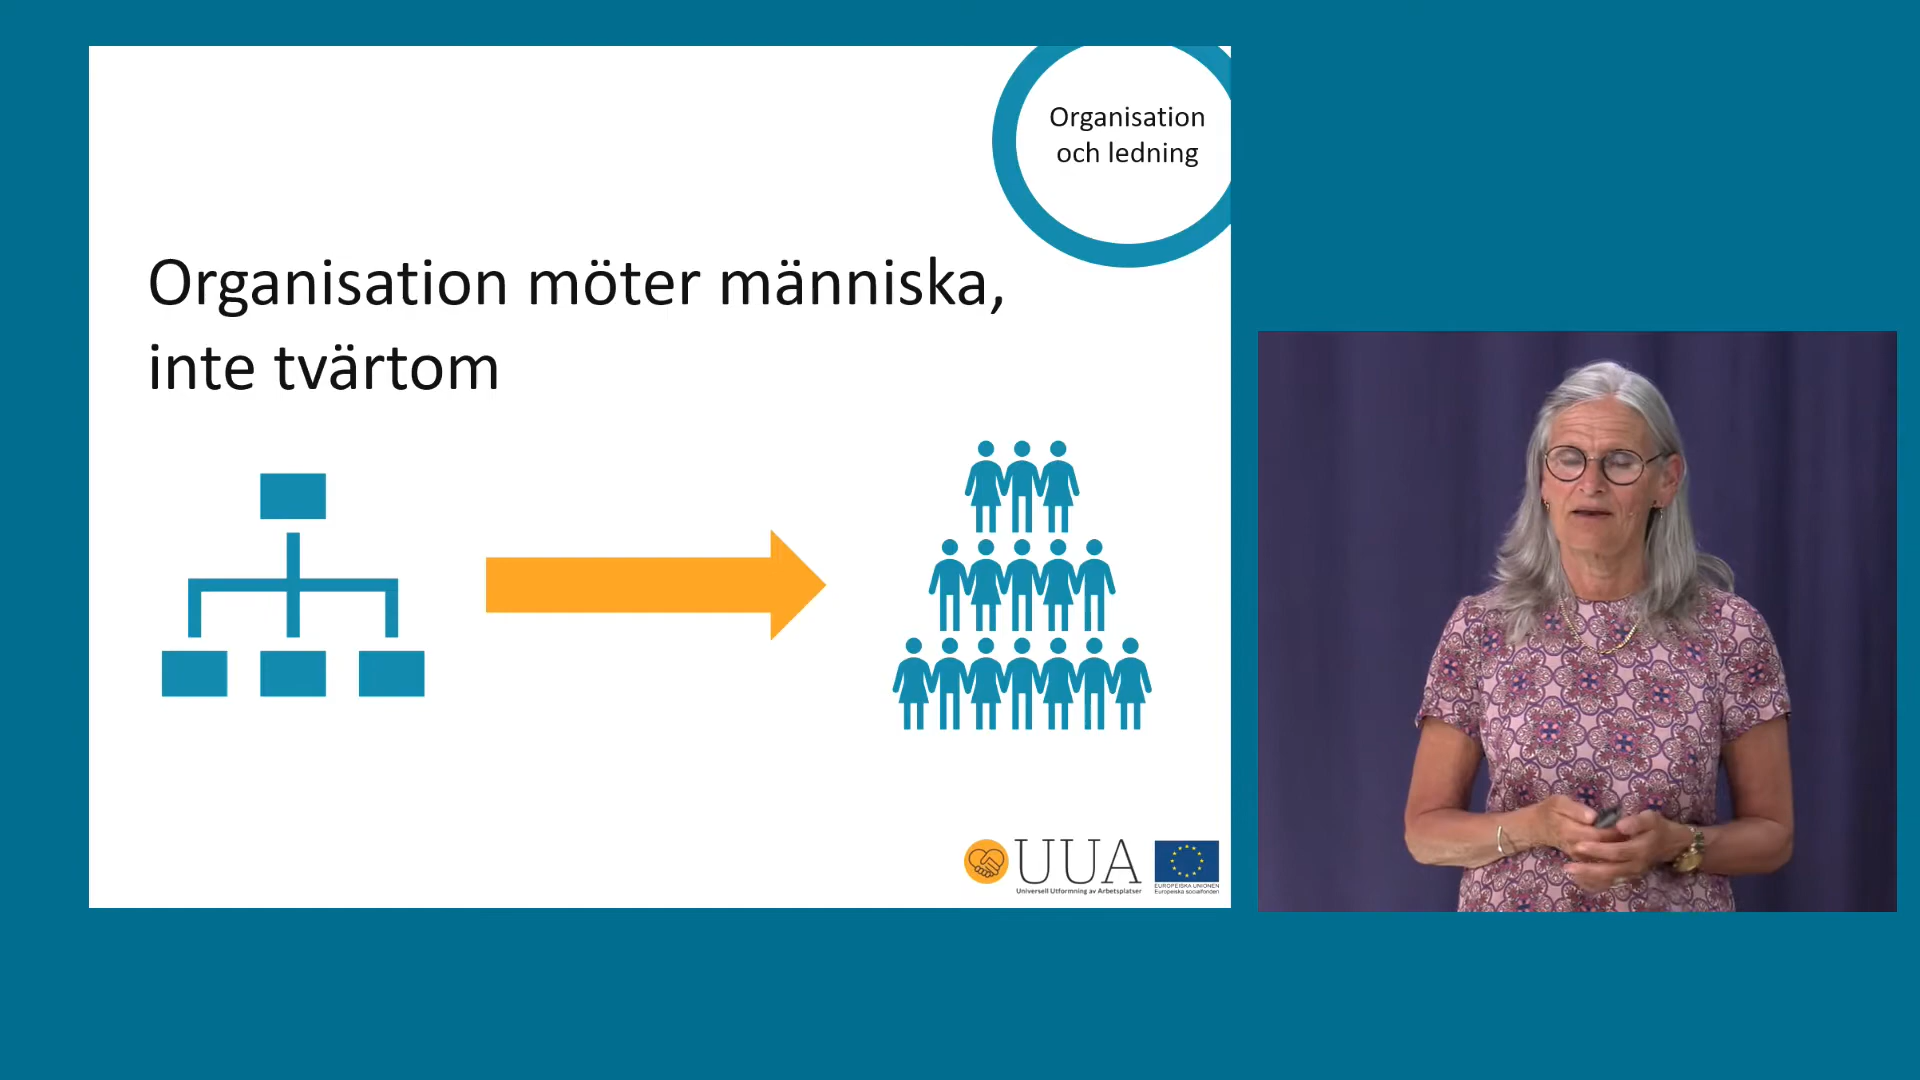 Organisation
och ledning
Organisation möter människa,
inte tvärtom
UUA
Universell Utformning av Arbetsplatser
EUROPEISKA UNIONEN
Europeiska socialfonden